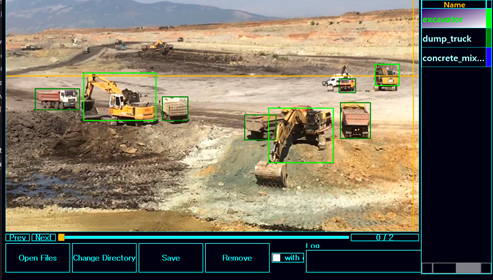 Name
excavator
dump_truck
concrete_mix...
Prev Next 0 / 2
Log
Open Files Change Directory Save Remove with